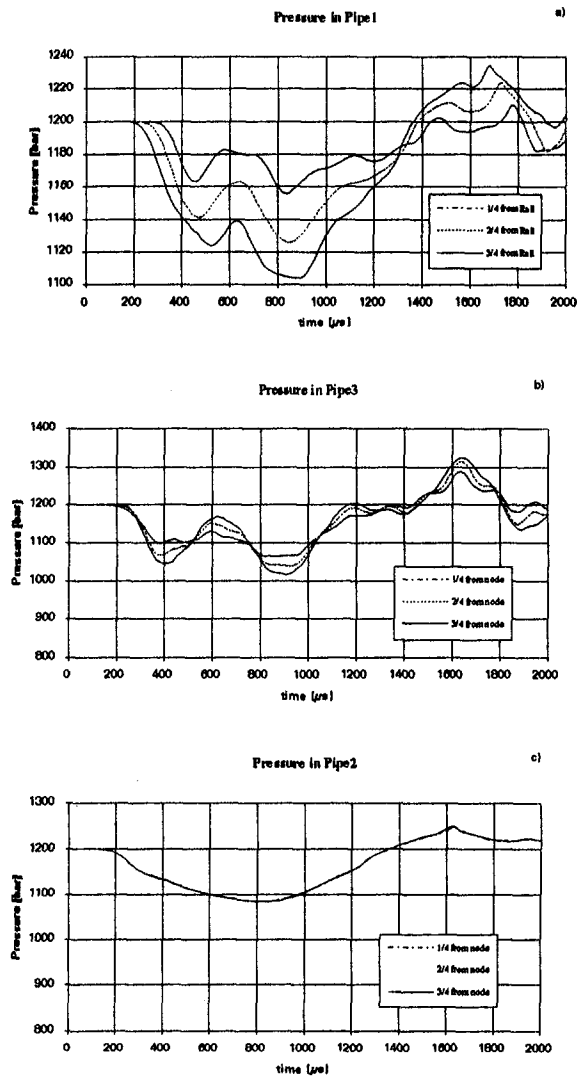 Pressure in Pipe1
a)
1240
1220
1200
1180
1160
1140
1120
1100
Pressure [bar]
0 200 400 600 800 1000 1200 1400 1600 1800 2000
time [µs]
1/4 from Rail
2/4 from Rail
3/4 from Rail
Pressure in Pipe3
b)
1400
1300
1200
1100
1000
900
800
Pressure [bar]
0 200 400 600 800 1000 1200 1400 1600 1800 2000
time [µs]
1/4 from node
2/4 from node
3/4 from node
Pressure in Pipe2
c)
1300
1200
1100
1000
900
800
Pressure [bar]
0 200 400 600 800 1000 1200 1400 1600 1800 2000
time [µs]
1/4 from node
2/4 from node
3/4 from node